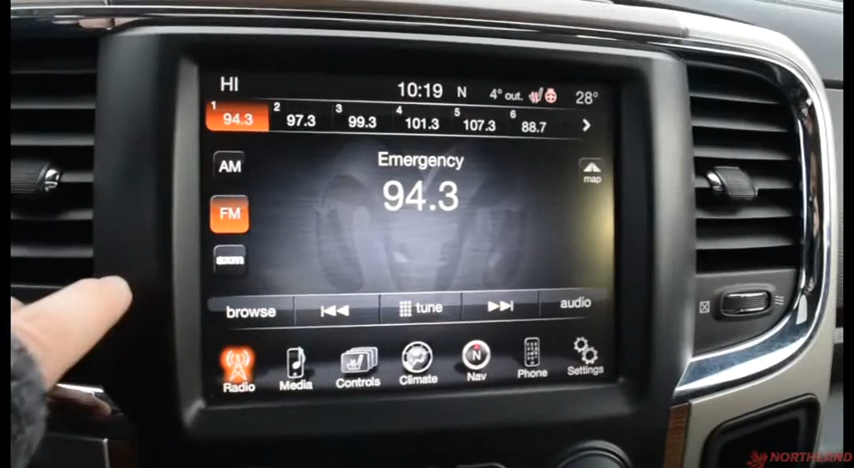 HI 10:19 N 4° out. 28°
1 94.3 2 97.3 3 99.3 4 101.3 5 107.3 6 88.7
AM
Emergency
94.3
map
FM
sxm
browse tune audio
Radio Media Controls Climate N Nav Phone Settings
NORTHLAND